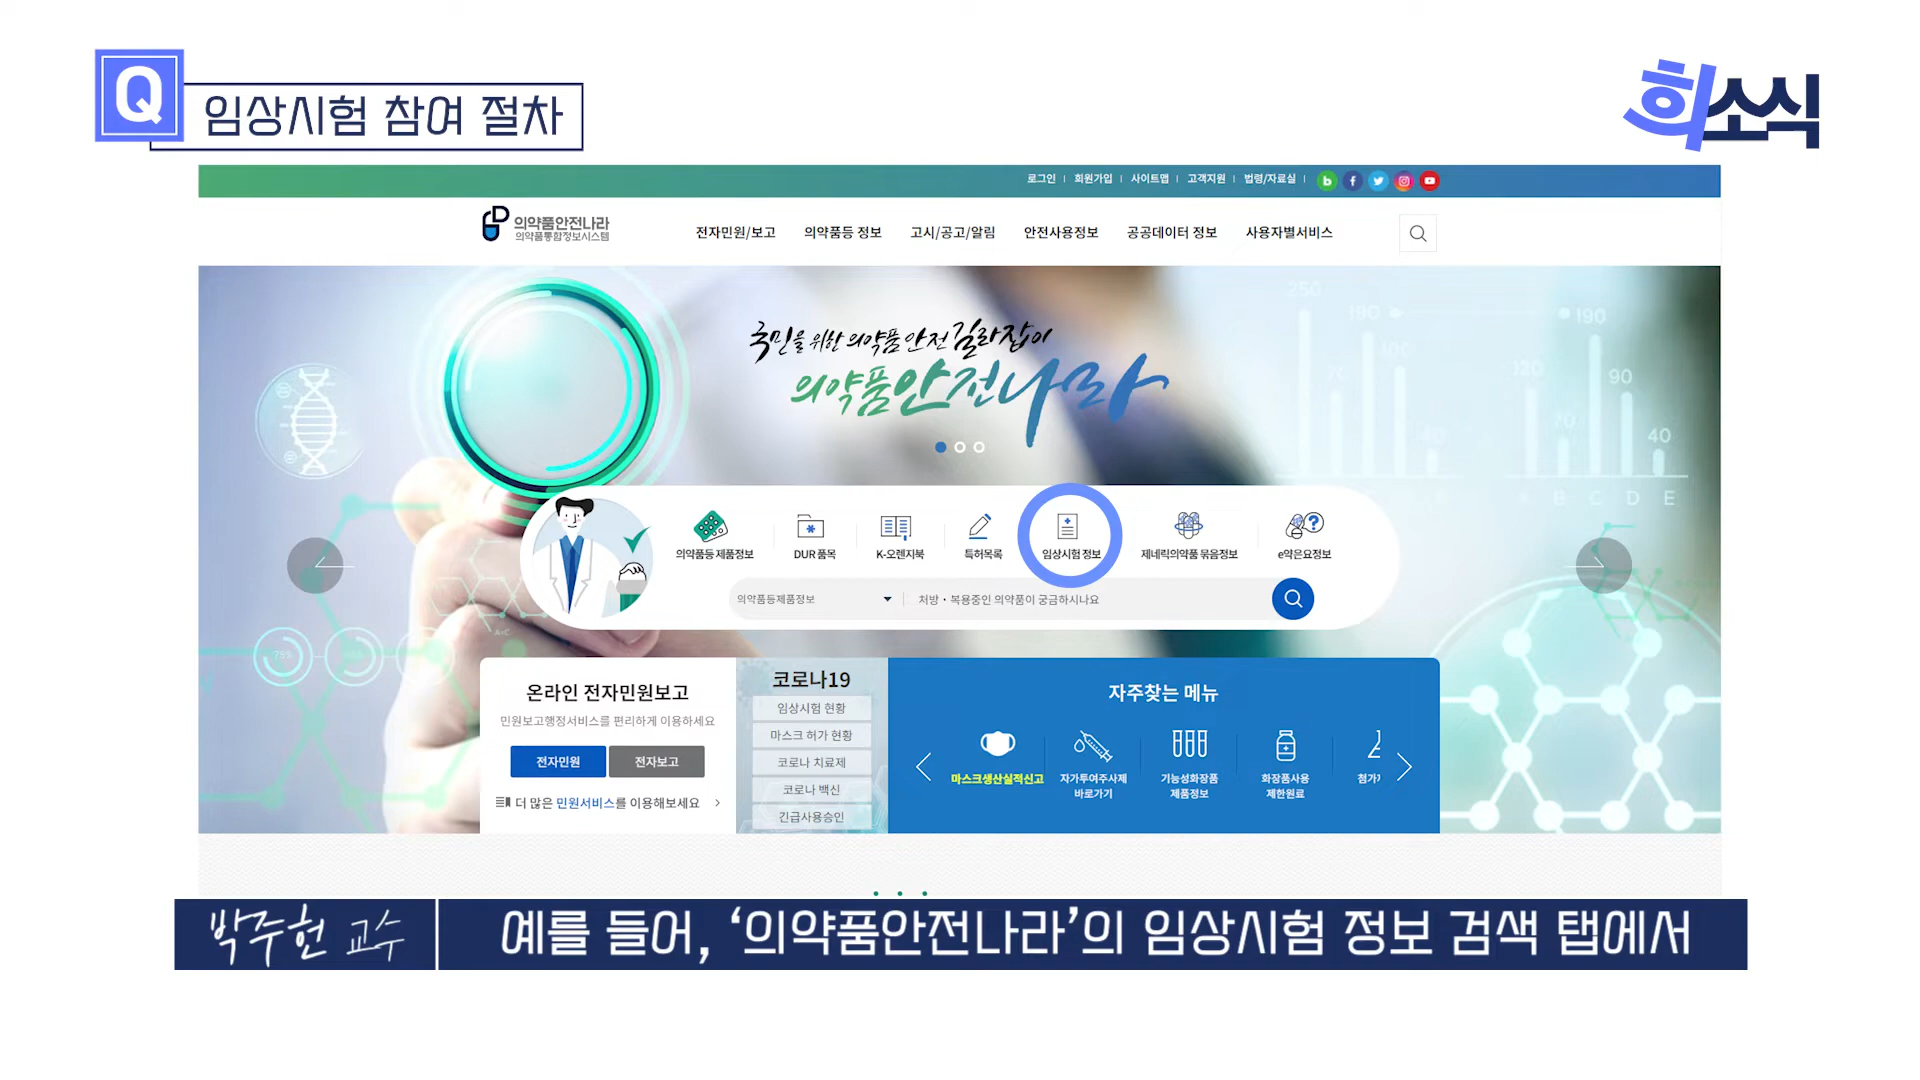 Q
임상시험 참여 절차
희소식
로그인 | 회원가입 | 사이트맵 | 고객지원 | 법령/자료실 |
의약품안전나라
의약품통합정보시스템
전자민원/보고 의약품등 정보 고시/공고/알림 안전사용정보 공공데이터 정보 사용자별서비스
국민을 위한 의약품 안전 길라잡이
의약품안전나라
250
190
190
100
70
120
90
70
40
40
A B C D E
75%
의약품등 제품정보 DUR 품목 K-오렌지북 특허목록 임상시험 정보 제네릭의약품 묶음정보 e약은요정보
의약품등제품정보 처방・복용중인 의약품이 궁금하시나요
온라인 전자민원보고
민원보고행정서비스를 편리하게 이용하세요
전자민원 전자보고
더 많은 민원서비스를 이용해보세요
코로나19
임상시험 현황
마스크 허가 현황
코로나 치료제
코로나 백신
긴급사용승인
자주찾는 메뉴
마스크생산실적신고
자가투여주사제
바로가기
기능성화장품
제품정보
화장품사용
제한원료
첨가
박주현 교수
예를 들어, ‘의약품안전나라’의 임상시험 정보 검색 탭에서